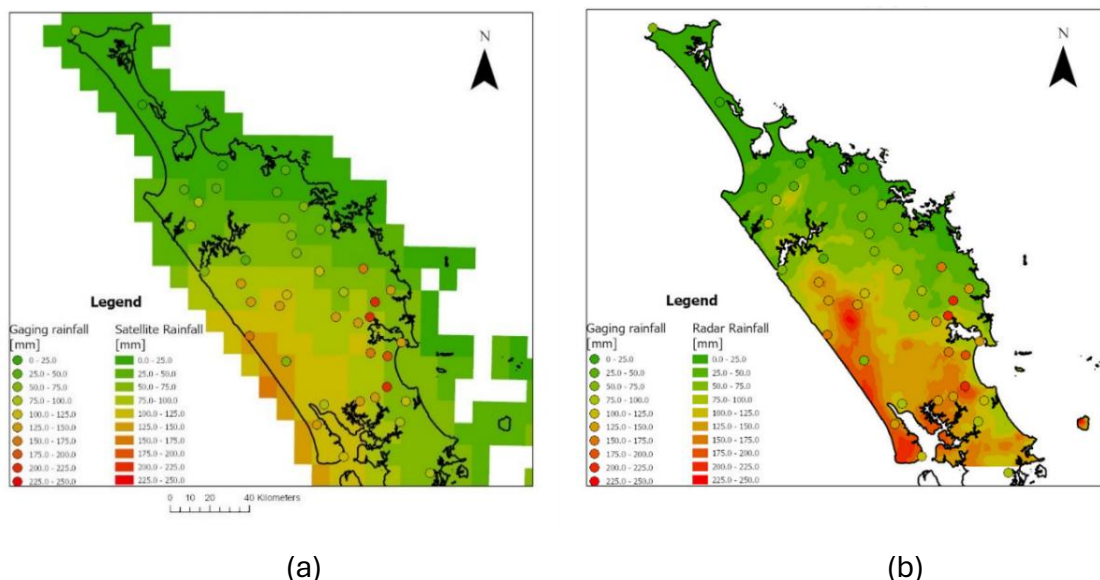 N
Legend
Gaging rainfall
[mm]
0 - 25.0
25.0 - 50.0
50.0 - 75.0
75.0 - 100.0
100.0 - 125.0
125.0 - 150.0
150.0 - 175.0
175.0 - 200.0
200.0 - 225.0
225.0 - 250.0
Satellite Rainfall
[mm]
0.0 - 25.0
25.0 - 50.0
50.0 - 75.0
75.0 - 100.0
100.0 - 125.0
125.0 - 150.0
150.0 - 175.0
175.0 - 200.0
200.0 - 225.0
225.0 - 250.0
0 10 20 40 Kilometers
(a)
N
Legend
Gaging rainfall
[mm]
0 - 25.0
25.0 - 50.0
50.0 - 75.0
75.0 - 100.0
100.0 - 125.0
125.0 - 150.0
150.0 - 175.0
175.0 - 200.0
200.0 - 225.0
225.0 - 250.0
Radar Rainfall
[mm]
0.0 - 25.0
25.0 - 50.0
50.0 - 75.0
75.0 - 100.0
100.0 - 125.0
125.0 - 150.0
150.0 - 175.0
175.0 - 200.0
200.0 - 225.0
225.0 - 250.0
(b)